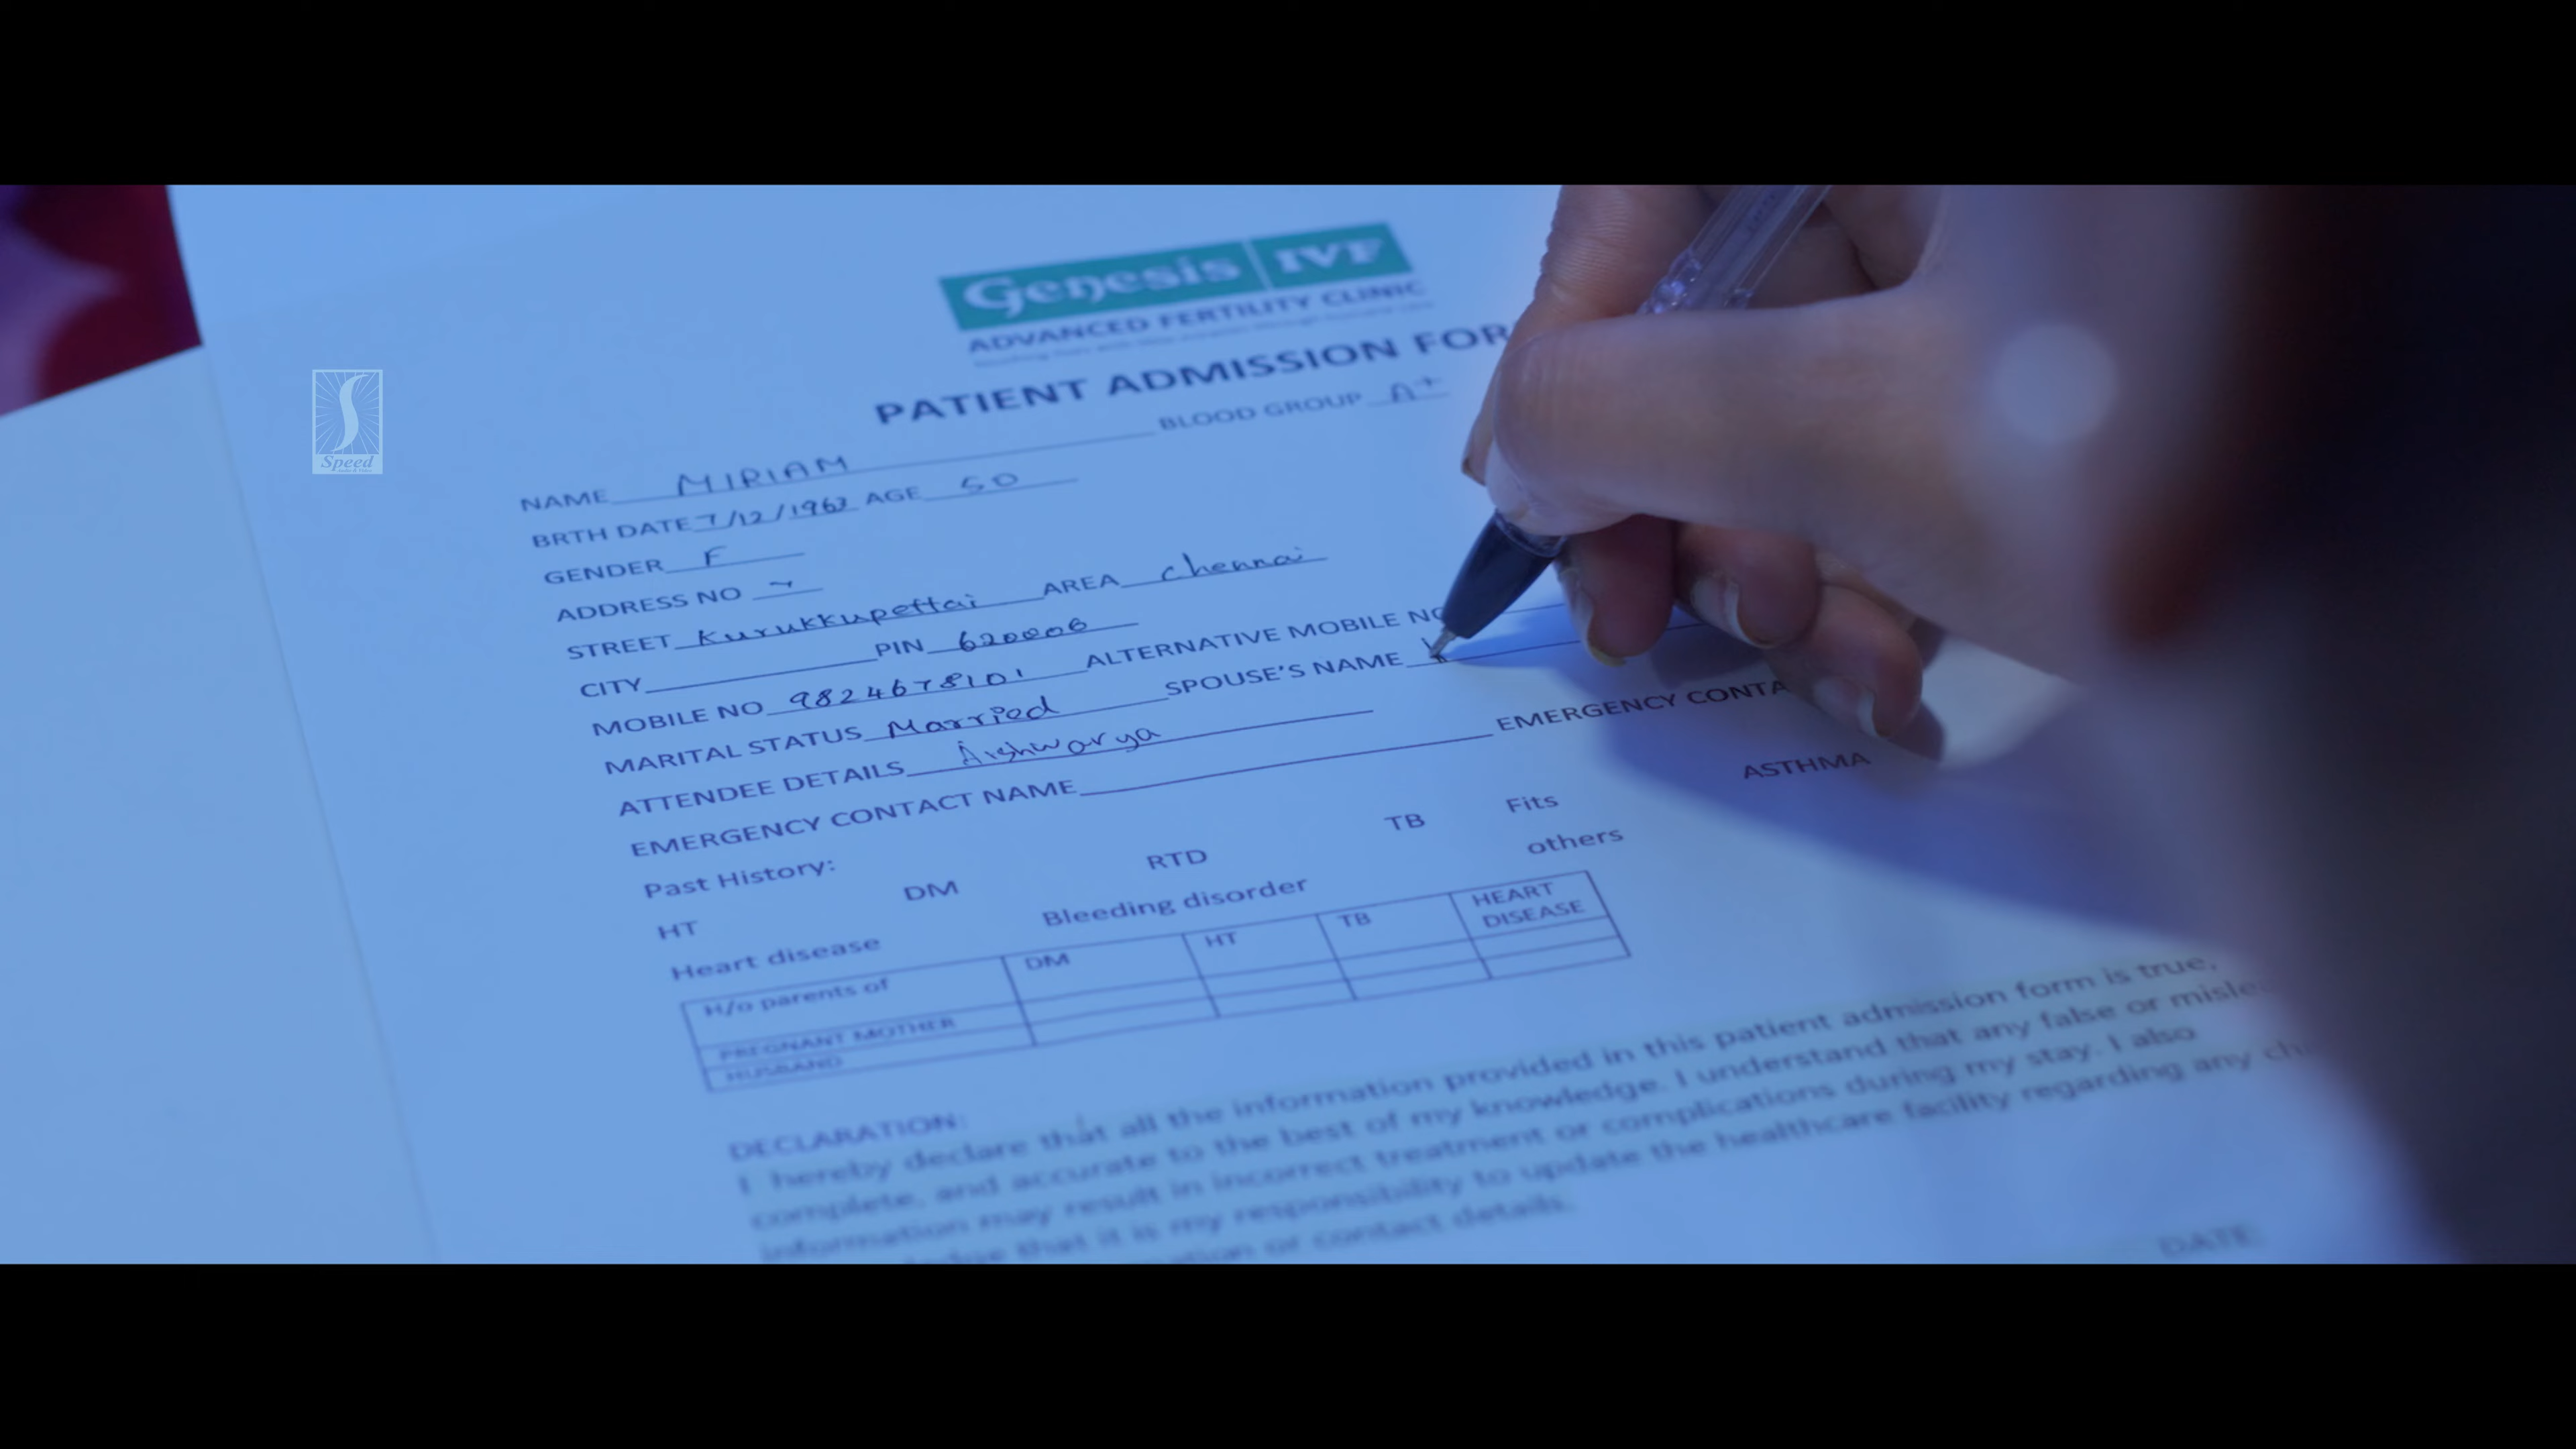 Genesis IVF
ADVANCED FERTILITY CLINIC
PATIENT ADMISSION FOR
Speed
NAME MIRIAM BLOOD GROUP A+
BRTH DATE 7/12/1963 AGE 50
GENDER F
ADDRESS NO
STREET Kurukkupettai AREA Chennai
CITY PIN 620006
MOBILE NO 9824678101 ALTERNATIVE MOBILE NO
MARITAL STATUS Married SPOUSE'S NAME
ATTENDEE DETAILS Aishwarya
EMERGENCY CONTACT NAME EMERGENCY CONTA
Past History:
HT DM RTD TB Fits ASTHMA
Heart disease Bleeding disorder others
H/o parents of DM HT TB HEART DISEASE
PREGNANT MOTHER
HUSBAND
DECLARATION:
I hereby declare that all the information provided in this patient admission form is true,
complete, and accurate to the best of my knowledge. I understand that any false or mislea
information may result in incorrect treatment or complications during my stay. I also
that it is my responsibility to update the healthcare facility regarding any
or contact details.
DATE: